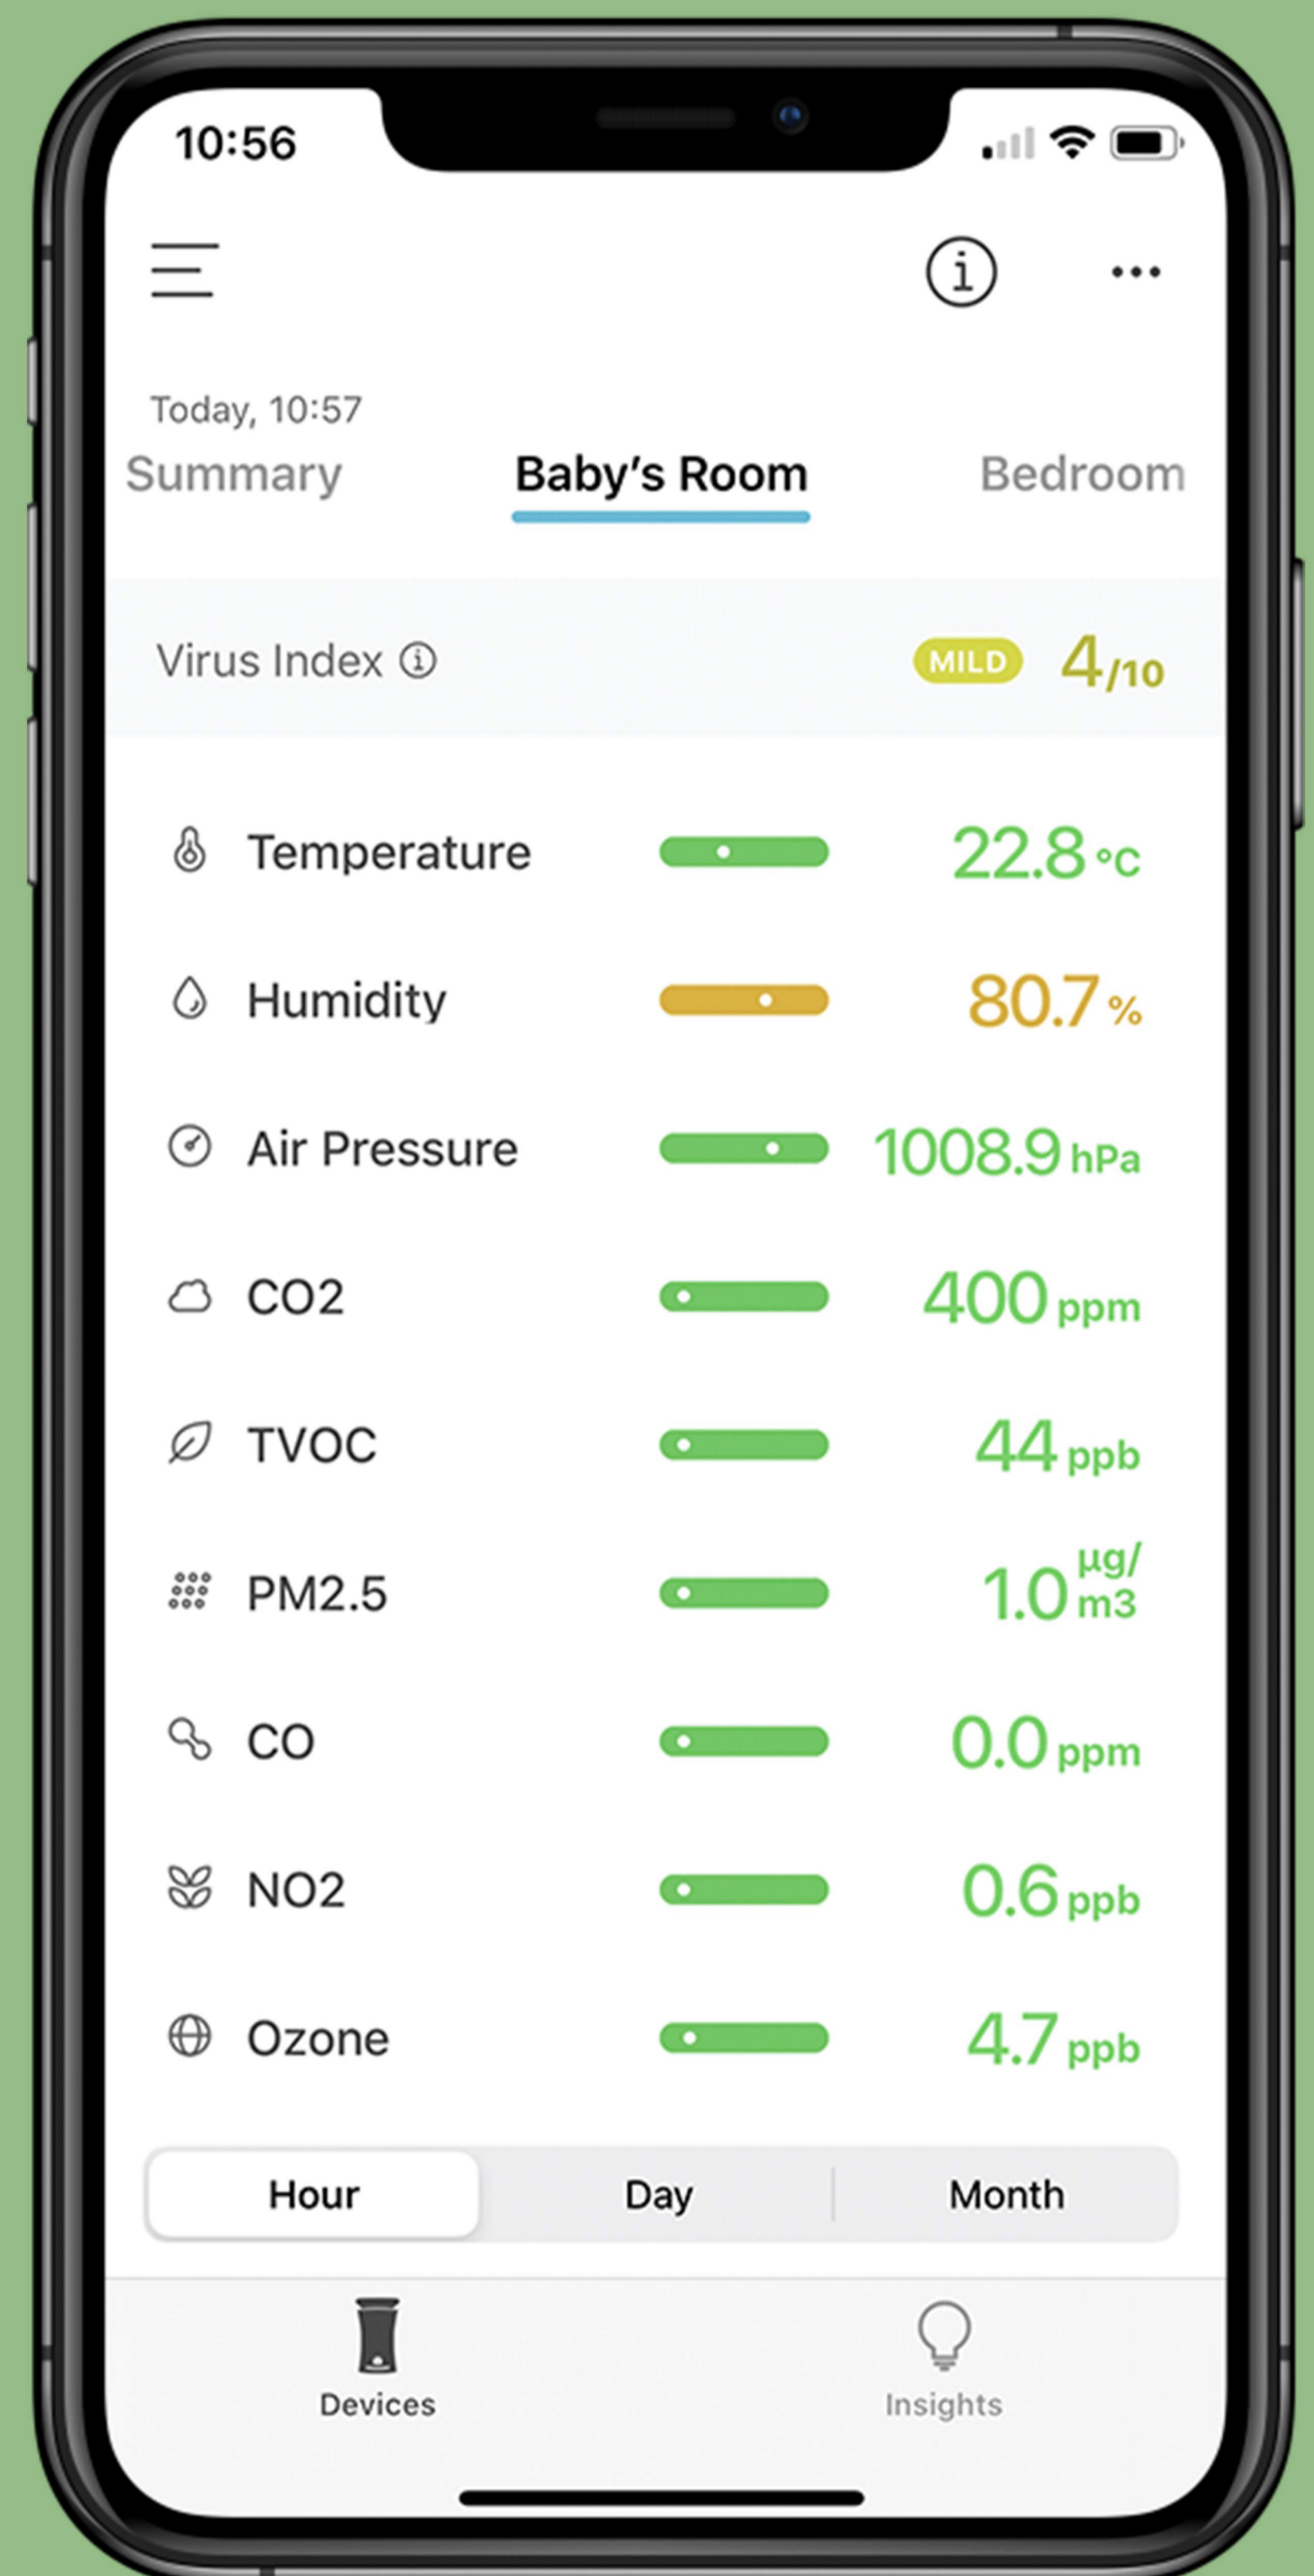 10:56
Today, 10:57
Summary Baby's Room Bedroom
Virus Index MILD 4/10
Temperature 22.8 °C
Humidity 80.7 %
Air Pressure 1008.9 hPa
CO2 400 ppm
TVOC 44 ppb
PM2.5 1.0 µg/
m3
CO 0.0 ppm
NO2 0.6 ppb
Ozone 4.7 ppb
Hour Day Month
Devices Insights